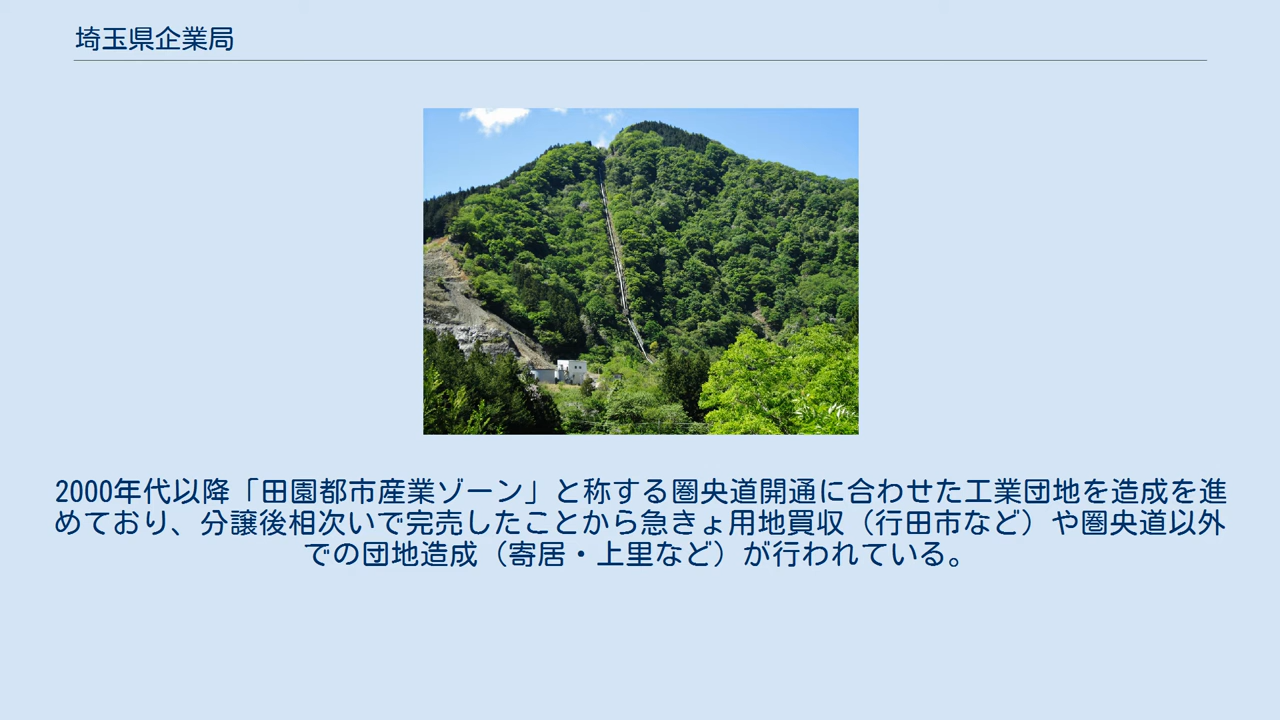 埼玉県企業局
2000年代以降「田園都市産業ゾーン」と称する圏央道開通に合わせた工業団地を造成を進
めており、分譲後相次いで完売したことから急きょ用地買収（行田市など）や圏央道以外
での団地造成（寄居・上里など）が行われている。